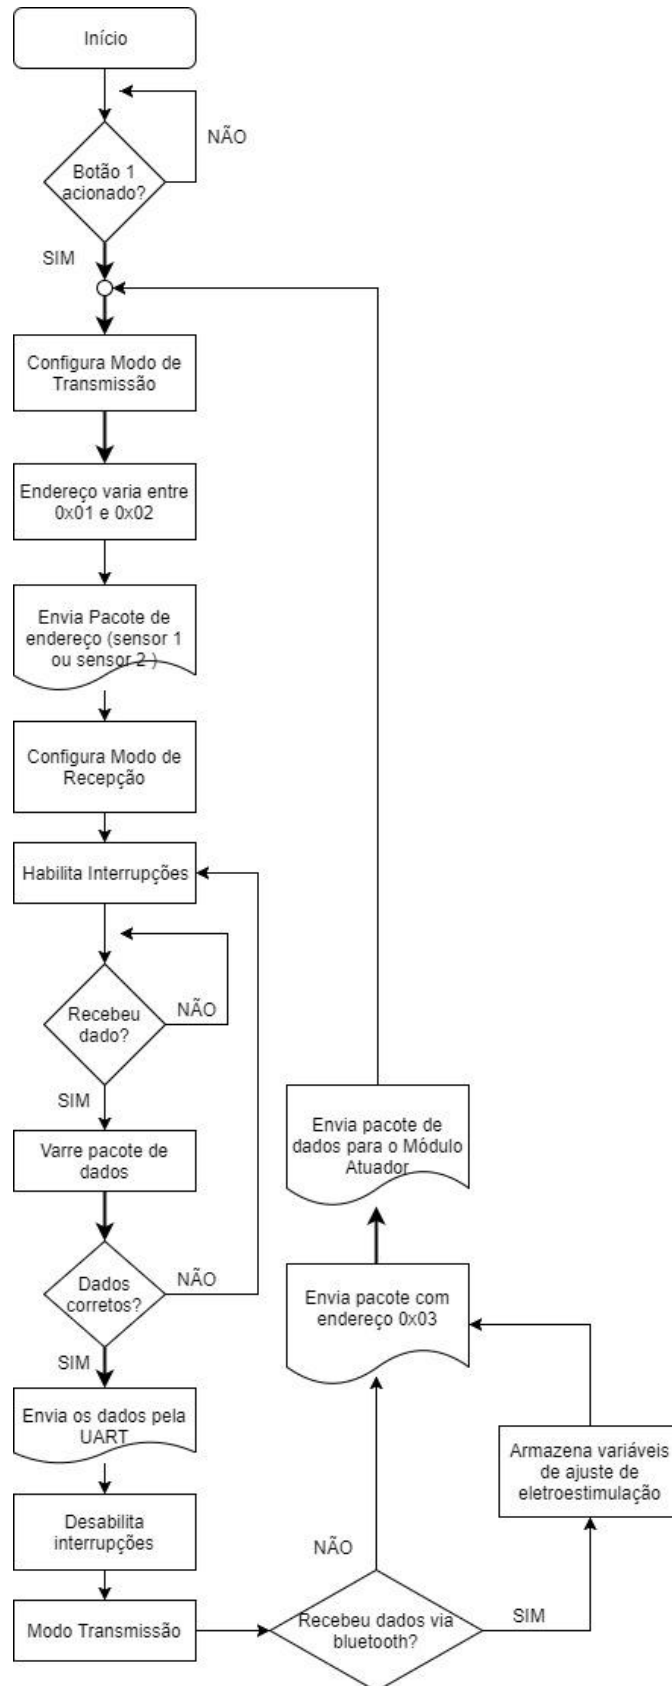 Início
NÃO
Botão 1
acionado?
SIM
Configura Modo de
Transmissão
Endereço varia entre
0x01 e 0x02
Envia Pacote de
endereço (sensor 1
ou sensor 2 )
Configura Modo de
Recepção
Habilita Interrupções
Recebeu
dado?
NÃO
SIM
Varre pacote de
dados
Dados
corretos?
NÃO
SIM
Envia os dados pela
UART
Desabilita
interrupções
Modo Transmissão
Recebeu dados via
bluetooth?
NÃO
SIM
Armazena variáveis
de ajuste de
eletroestimulação
Envia pacote com
endereço 0x03
Envia pacote de
dados para o Módulo
Atuador